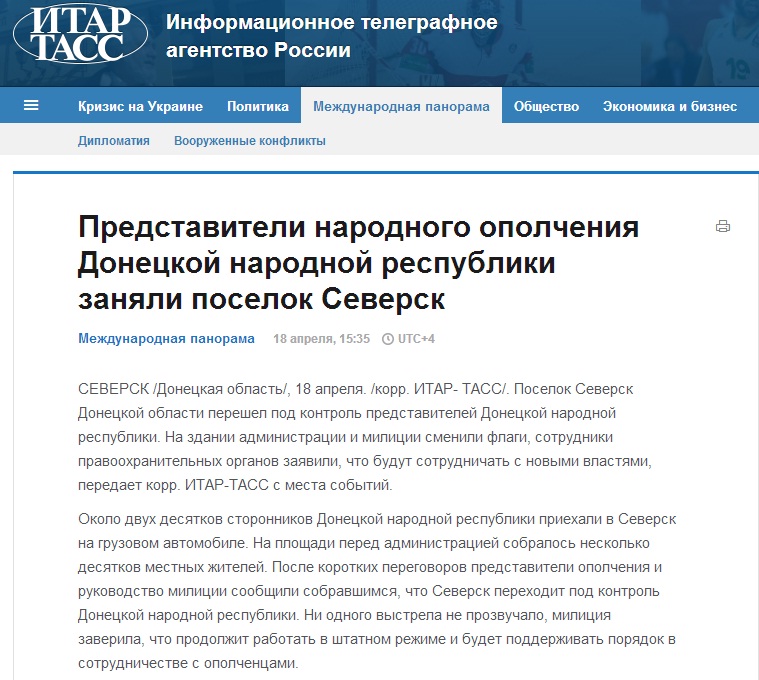 ИТАР
ТАСС
Информационное телеграфное
агентство России
Кризис на Украине Политика Международная панорама Общество Экономика и бизнес
Дипломатия Вооруженные конфликты
Представители народного ополчения
Донецкой народной республики
заняли поселок Северск
Международная панорама 18 апреля, 15:35 UTC+4
СЕВЕРСК /Донецкая область/, 18 апреля. /корр. ИТАР- ТАСС/. Поселок Северск
Донецкой области перешел под контроль представителей Донецкой народной
республики. На здании администрации и милиции сменили флаги, сотрудники
правоохранительных органов заявили, что будут сотрудничать с новыми властями,
передает корр. ИТАР-ТАСС с места событий.
Около двух десятков сторонников Донецкой народной республики приехали в Северск
на грузовом автомобиле. На площади перед администрацией собралось несколько
десятков местных жителей. После коротких переговоров представители ополчения и
руководство милиции сообщили собравшимся, что Северск переходит под контроль
Донецкой народной республики. Ни одного выстрела не прозвучало, милиция
заверила, что продолжит работать в штатном режиме и будет поддерживать порядок в
сотрудничестве с ополченцами.
19